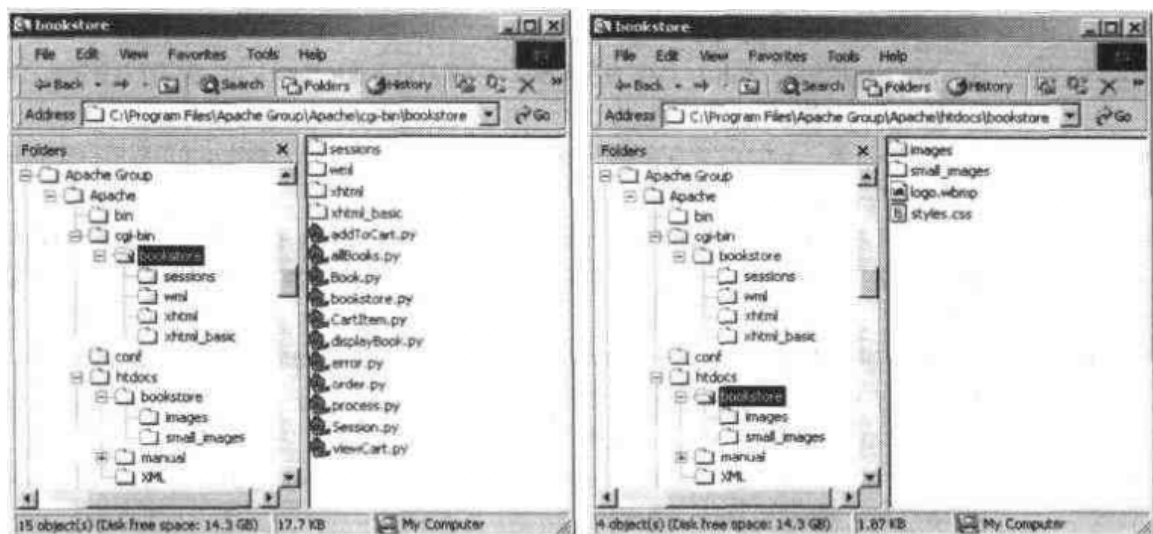 bookstore
File Edit View Favorites Tools Help
Back Search Folders History
Address C:\Program Files\Apache Group\Apache\cgi-bin\bookstore Go
Folders
Apache Group
Apache
bin
cgi-bin
bookstore
sessions
wml
xhtml
xhtml_basic
conf
htdocs
bookstore
images
small_images
manual
XML
sessions
wml
xhtml
xhtml_basic
addToCart.py
allBooks.py
Book.py
bookstore.py
CartItem.py
displayBook.py
error.py
order.py
process.py
Session.py
viewCart.py
15 object(s) (Disk free space: 14.3 GB) 17.7 KB My Computer
bookstore
File Edit View Favorites Tools Help
Back Search Folders History
Address C:\Program Files\Apache Group\Apache\htdocs\bookstore Go
Folders
Apache Group
Apache
bin
cgi-bin
bookstore
sessions
wml
xhtml
xhtml_basic
conf
htdocs
bookstore
images
small_images
manual
XML
images
small_images
logo.wbmp
styles.css
4 object(s) (Disk free space: 14.3 GB) 1.87 KB My Computer